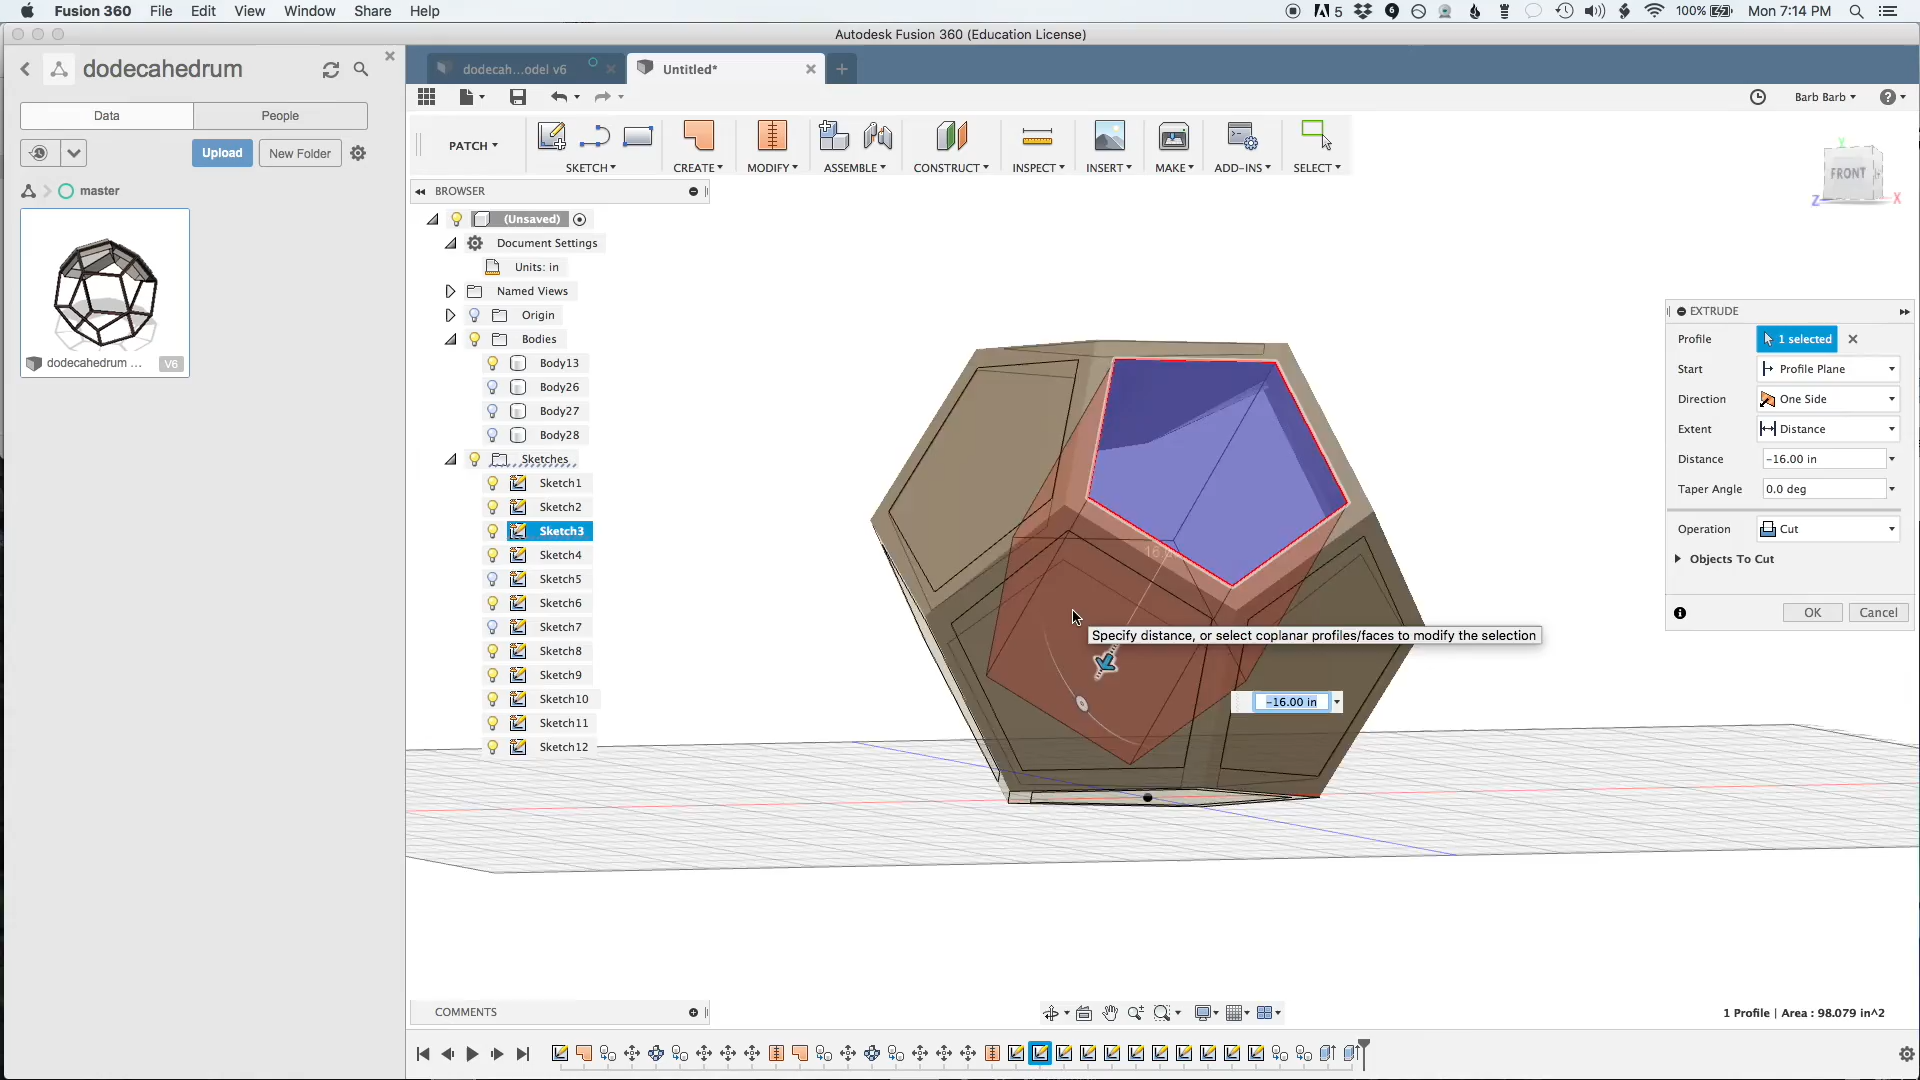 Fusion 360 File Edit View Window Share Help
5 100% Mon 7:14 PM
Autodesk Fusion 360 (Education License)
dodecahedrum
dodecah...odel v6 Untitled*
Data People
Barb Barb
Upload New Folder
PATCH SKETCH CREATE MODIFY ASSEMBLE CONSTRUCT INSPECT INSERT MAKE ADD-INS SELECT
master
BROWSER
(Unsaved)
Document Settings
Units: in
Named Views
Origin
Bodies
Body13
Body26
Body27
Body28
Sketches
Sketch1
Sketch2
Sketch3
Sketch4
Sketch5
Sketch6
Sketch7
Sketch8
Sketch9
Sketch10
Sketch11
Sketch12
dodecahedrum ... V6
FRONT
Y
Z
X
EXTRUDE
Profile 1 selected
Start Profile Plane
Direction One Side
Extent Distance
Distance -16.00 in
Taper Angle 0.0 deg
Operation Cut
Objects To Cut
OK Cancel
Specify distance, or select coplanar profiles/faces to modify the selection
-16.00 in
COMMENTS
1 Profile | Area : 98.079 in^2